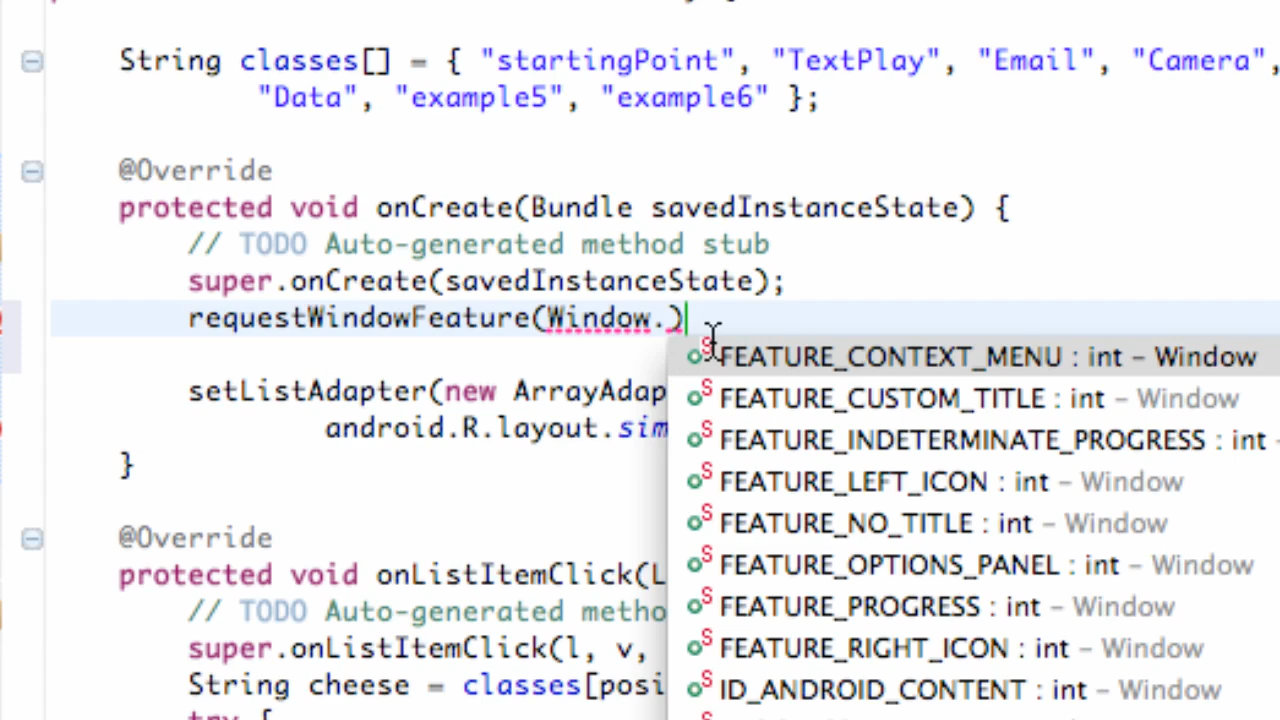 String classes[] = { "startingPoint", "TextPlay", "Email", "Camera",
"Data", "example5", "example6" };
@Override
protected void onCreate(Bundle savedInstanceState) {
// TODO Auto-generated method stub
super.onCreate(savedInstanceState);
requestWindowFeature(Window.)
FEATURE_CONTEXT_MENU : int – Window
setListAdapter(new ArrayAdap
FEATURE_CUSTOM_TITLE : int – Window
android.R.layout.sim
FEATURE_INDETERMINATE_PROGRESS : int –
}
FEATURE_LEFT_ICON : int – Window
FEATURE_NO_TITLE : int – Window
@Override
FEATURE_OPTIONS_PANEL : int – Window
protected void onListItemClick(L
FEATURE_PROGRESS : int – Window
// TODO Auto-generated metho
FEATURE_RIGHT_ICON : int – Window
super.onListItemClick(l, v,
ID_ANDROID_CONTENT : int – Window
String cheese = classes[posi
try {